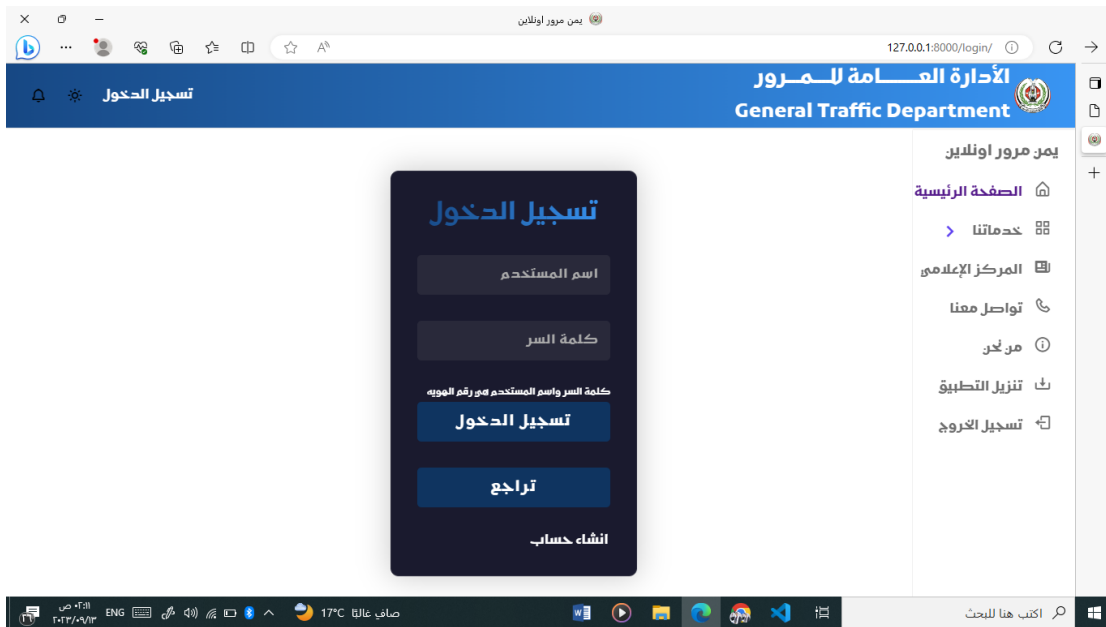 يمن مرور اونلاين
127.0.0.1:8000/login/
الأدارة العـــــامة للــمــرور
General Traffic Department
تسجيل الدخول
يمن مرور اونلاين
الصفحة الرئيسية
خدماتنا
المركز الإعلامي
تواصل معنا
من نحن
تنزيل التطبيق
تسجيل الخروج
تسجيل الدخول
اسم المستخدم
كلمة السر
كلمة السر واسم المستخدم هي رقم الهويه
تسجيل الدخول
تراجع
انشاء حساب
اكتب هنا للبحث
17°C صافٍ غالبًا
ENG
٠٢:١١ ص
٢٠٢٣/٠٩/١٣